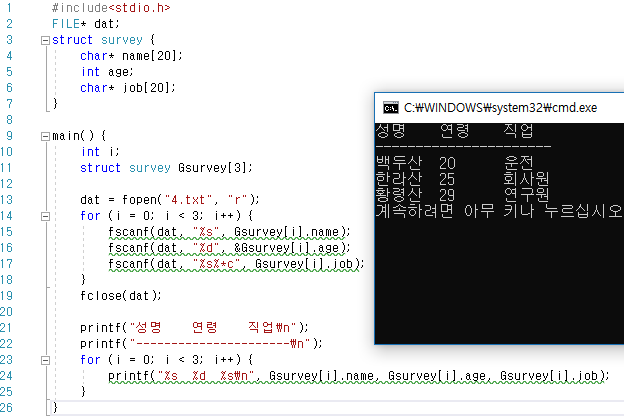 1 #include<stdio.h>
2 FILE* dat;
3 struct survey {
4 char* name[20];
5 int age;
6 char* job[20];
7 }
8
9 main() {
10 int i;
11 struct survey Gsurvey[3];
12
13 dat = fopen("4.txt", "r");
14 for (i = 0; i < 3; i++) {
15 fscanf(dat, "%s", Gsurvey[i].name);
16 fscanf(dat, "%d", &Gsurvey[i].age);
17 fscanf(dat, "%s%*c", Gsurvey[i].job);
18 }
19 fclose(dat);
20
21 printf("성명 연령 직업₩n");
22 printf("----------------------₩n");
23 for (i = 0; i < 3; i++) {
24 printf("%s %d %s₩n", Gsurvey[i].name, Gsurvey[i].age, Gsurvey[i].job);
25 }
26 }
C:₩WINDOWS₩system32₩cmd.exe
성명 연령 직업
----------------------
백두산 20 운전
한라산 25 회사원
황령산 29 연구원
계속하려면 아무 키나 누르십시오